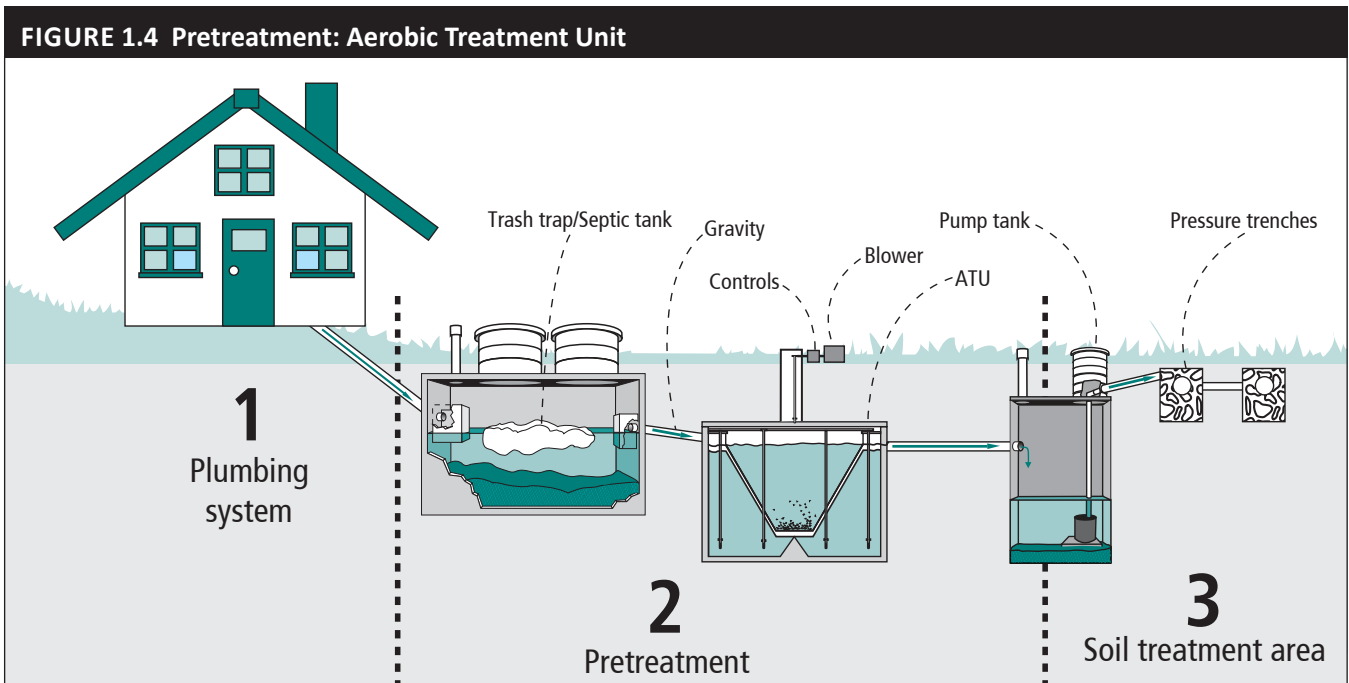 FIGURE 1.4 Pretreatment: Aerobic Treatment Unit
Trash trap/Septic tank
Gravity
Controls
Blower
ATU
Pump tank
Pressure trenches
1
Plumbing
system
2
Pretreatment
3
Soil treatment area